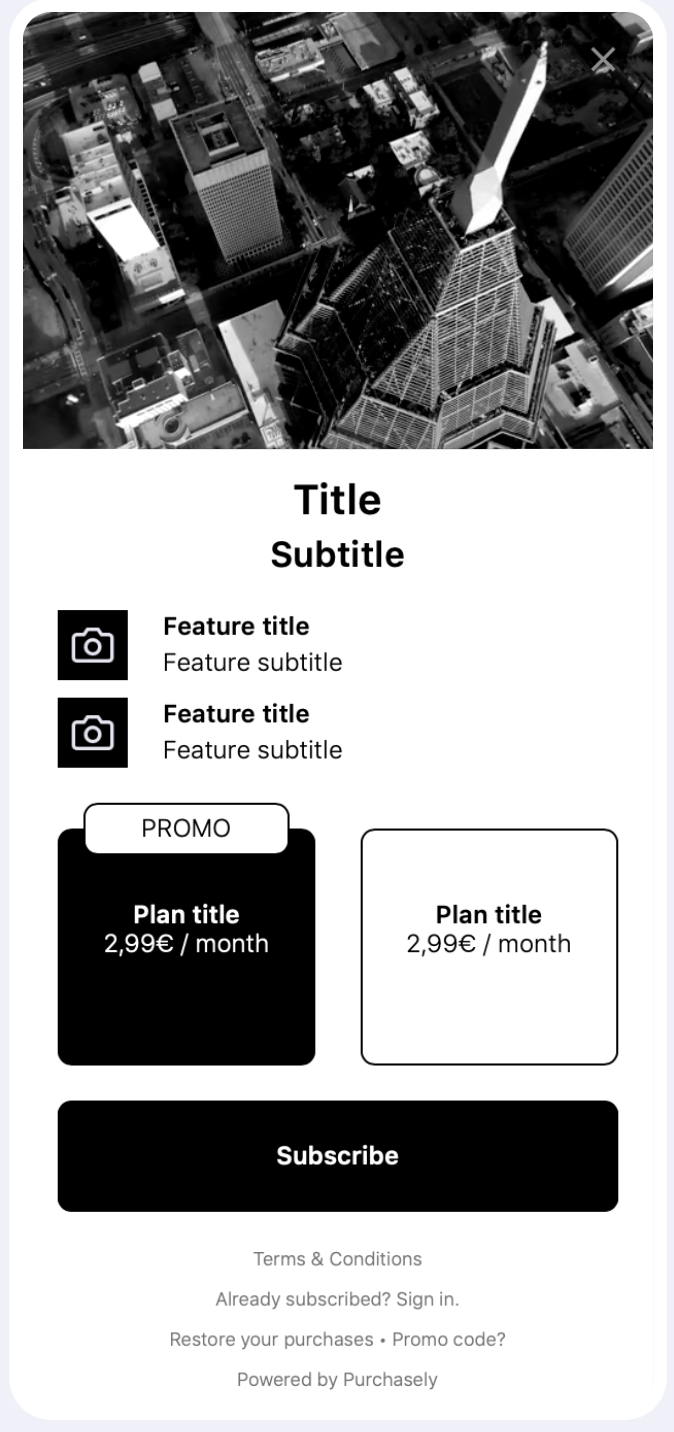 Title
Subtitle
Feature title
Feature subtitle
Feature title
Feature subtitle
PROMO
Plan title
2,99€ / month
Plan title
2,99€ / month
Subscribe
Terms & Conditions
Already subscribed? Sign in.
Restore your purchases • Promo code?
Powered by Purchasely